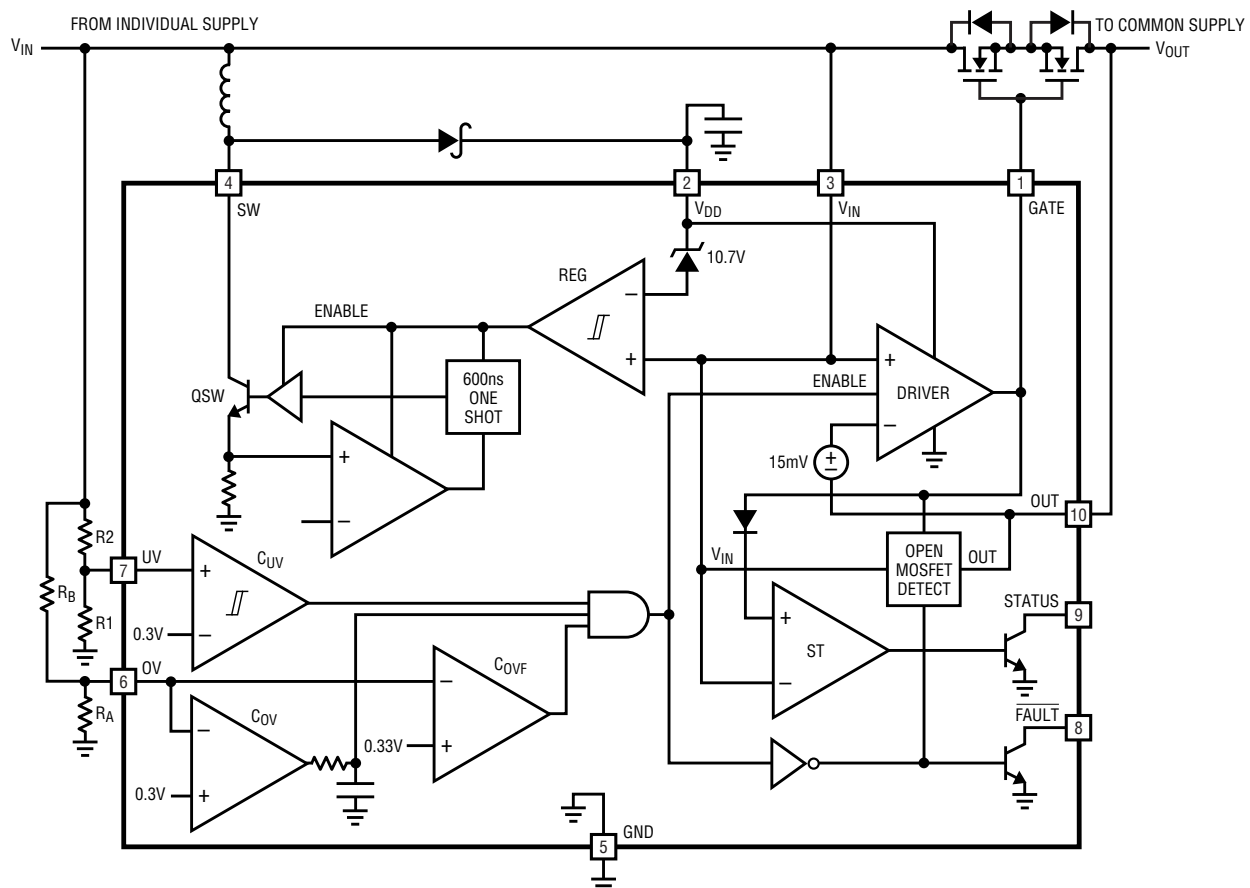 FROM INDIVIDUAL SUPPLY
VIN
TO COMMON SUPPLY
VOUT
4
2
3
1
SW
VDD
VIN
GATE
10.7V
REG
−
+
ENABLE
600ns
ONE
SHOT
QSW
+
−
+
ENABLE
DRIVER
−
15mV
+
−
OUT
10
R2
UV
7
CUV
+
0.3V
−
RB
R1
VIN
OPEN
MOSFET
DETECT
OUT
STATUS
9
+
ST
−
OV
6
RA
COV
−
0.3V
+
COVF
−
0.33V
+
FAULT
8
GND
5